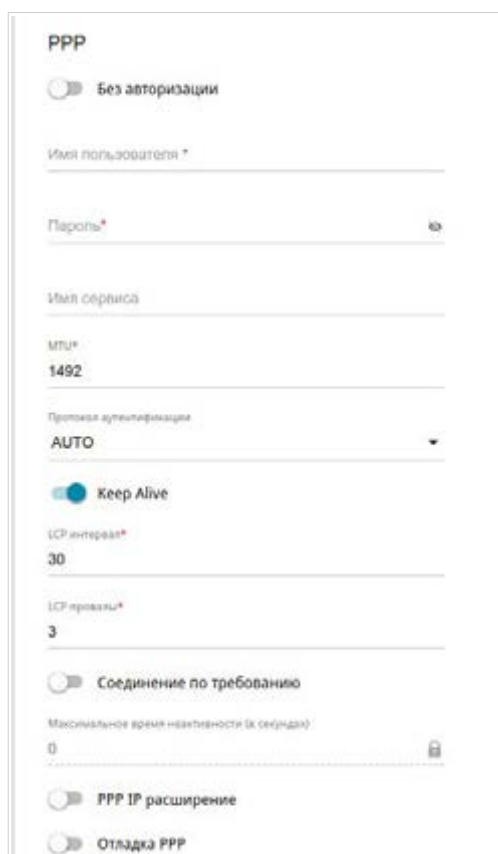 PPP
Без авторизации
Имя пользователя *
Пароль*
Имя сервиса
MTU*
1492
Протокол аутентификации
AUTO
Keep Alive
LCP интервал*
30
LCP провалы*
3
Соединение по требованию
Максимальное время неактивности (в секундах)
0
PPP IP расширение
Отладка PPP